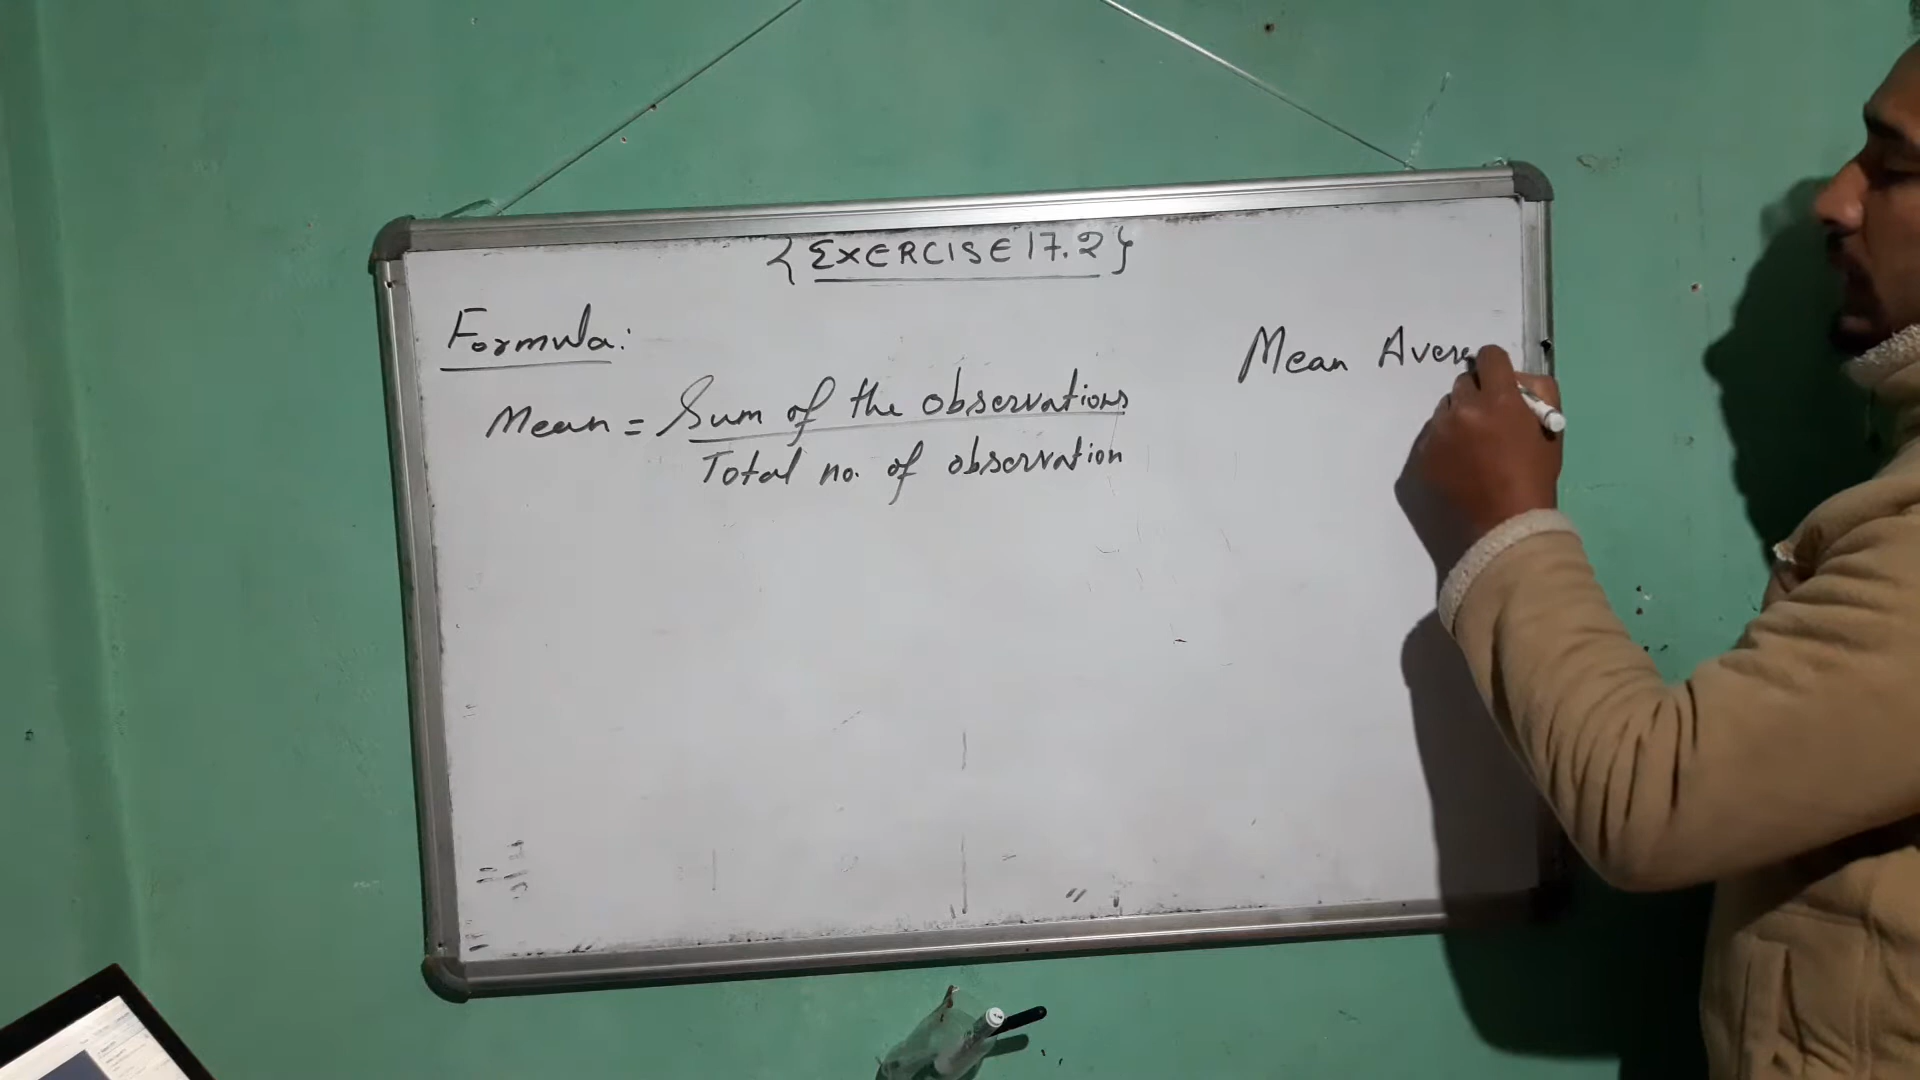 {EXERCISE 17.2}
Formula:
Mean = Sum of the observations
Total no. of observation
Mean Avera